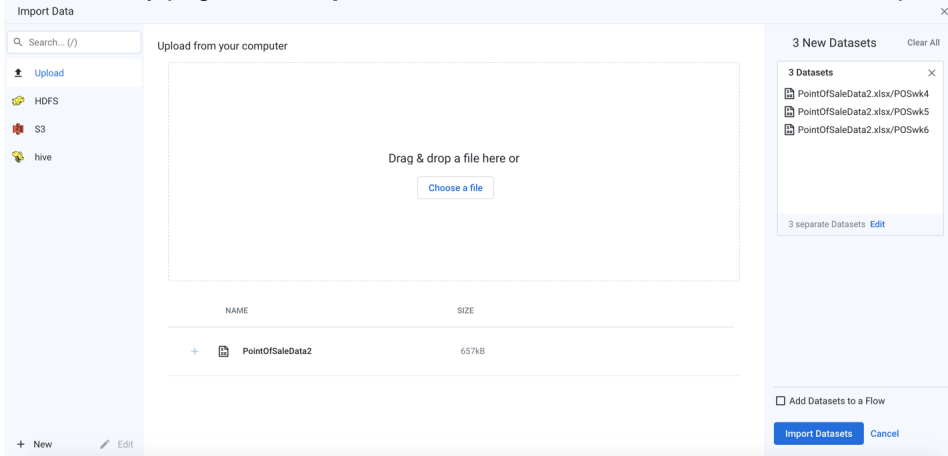 Import Data
Search... (/)
Upload
HDFS
S3
hive
+ New
Edit
Upload from your computer
Drag & drop a file here or
Choose a file
NAME SIZE
+ PointOfSaleData2 657kB
3 New Datasets Clear All
3 Datasets
PointOfSaleData2.xlsx/POSwk4
PointOfSaleData2.xlsx/POSwk5
PointOfSaleData2.xlsx/POSwk6
3 separate Datasets Edit
Add Datasets to a Flow
Import Datasets Cancel